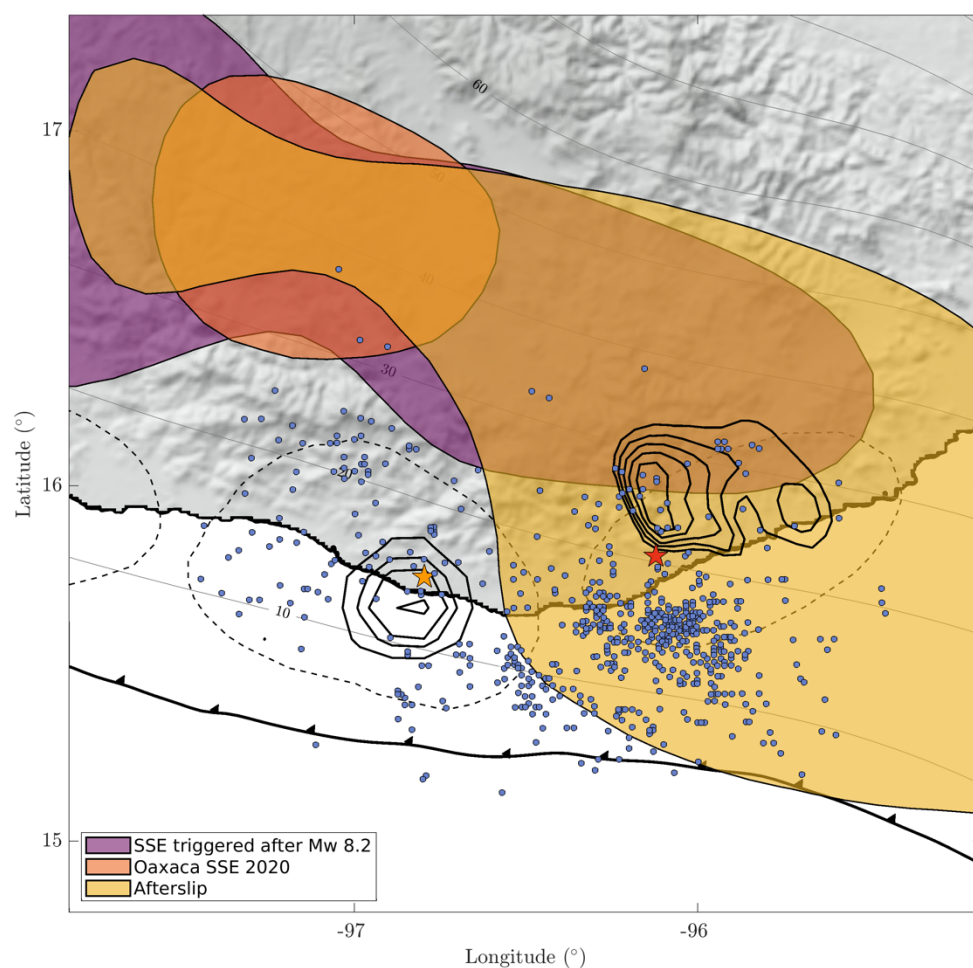 60
17
50
40
30
Latitude (°)
16
20
10
15
SSE triggered after Mw 8.2
Oaxaca SSE 2020
Afterslip
-97
-96
Longitude (°)